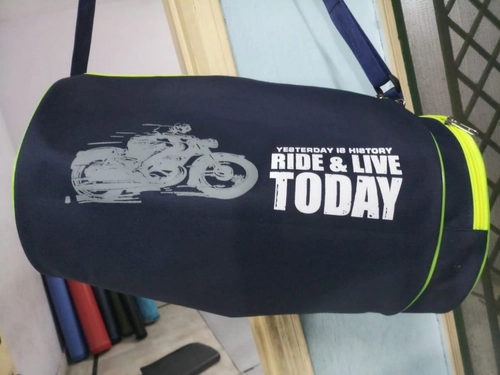 YESTERDAY IS HISTORY
RIDE & LIVE
TODAY